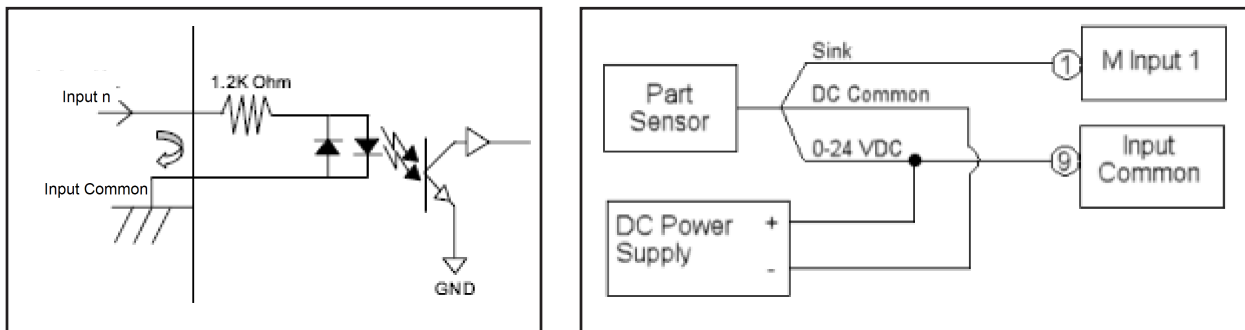 1.2K Ohm
Input n
Input Common
GND
Sink
1
M Input 1
Part
Sensor
DC Common
0-24 VDC
9
Input
Common
DC Power
Supply
+
-